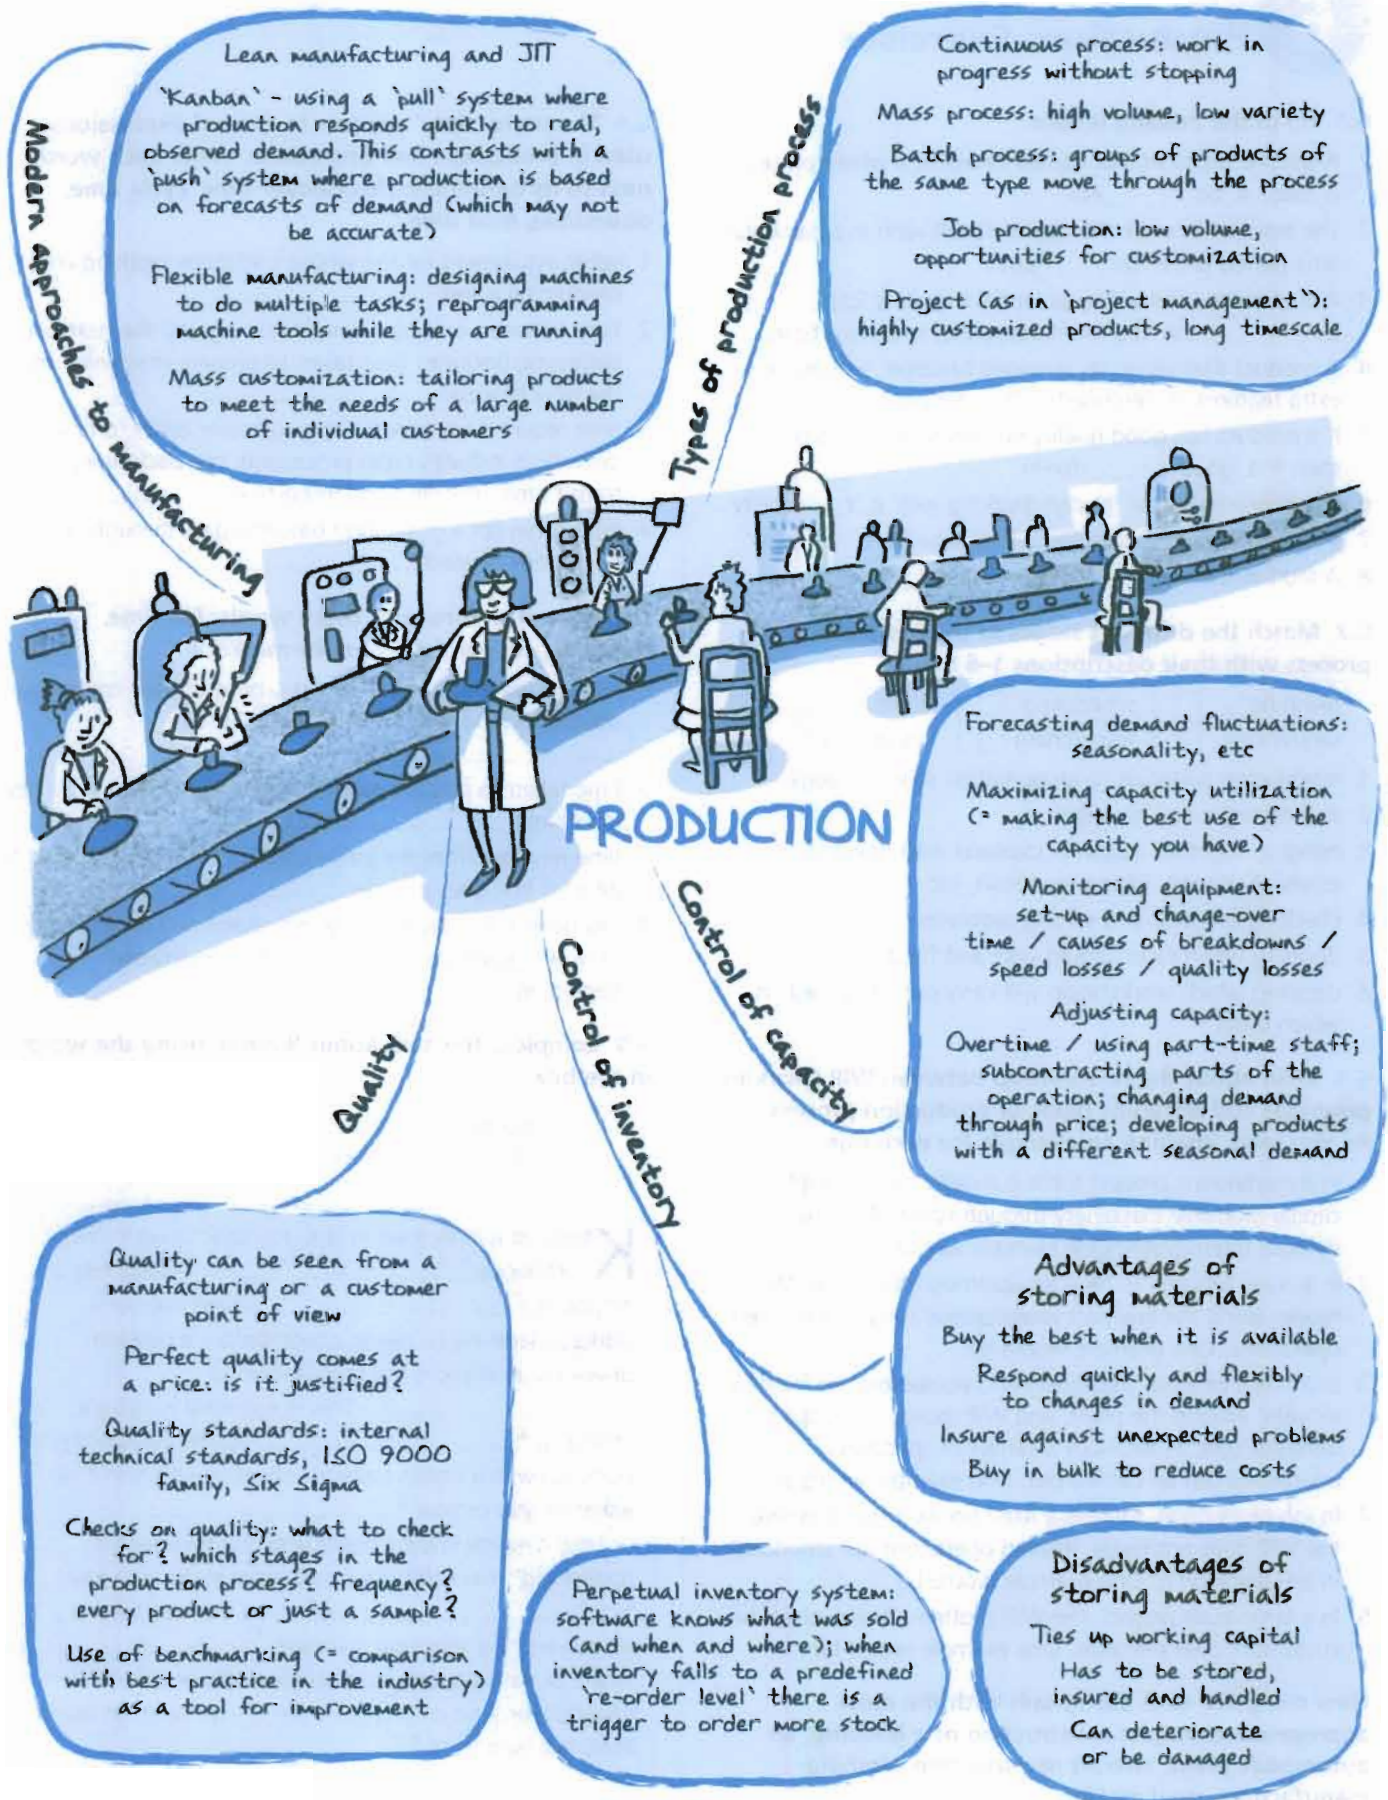 Modern approaches to manufacturing
Lean manufacturing and JIT
'Kanban' - using a 'pull' system where
production responds quickly to real,
observed demand. This contrasts with a
'push' system where production is based
on forecasts of demand (which may not
be accurate)
Flexible manufacturing: designing machines
to do multiple tasks; reprogramming
machine tools while they are running
Mass customization: tailoring products
to meet the needs of a large number
of individual customers
Types of production process
Continuous process: work in
progress without stopping
Mass process: high volume, low variety
Batch process: groups of products of
the same type move through the process
Job production: low volume,
opportunities for customization
Project (as in 'project management'):
highly customized products, long timescale
PRODUCTION
Control of capacity
Forecasting demand fluctuations:
seasonality, etc
Maximizing capacity utilization
(= making the best use of the
capacity you have)
Monitoring equipment:
set-up and change-over
time / causes of breakdowns /
speed losses / quality losses
Adjusting capacity:
Overtime / using part-time staff;
subcontracting parts of the
operation; changing demand
through price; developing products
with a different seasonal demand
Quality
Quality can be seen from a
manufacturing or a customer
point of view
Perfect quality comes at
a price: is it justified?
Quality standards: internal
technical standards, ISO 9000
family, Six Sigma
Checks on quality: what to check
for? which stages in the
production process? frequency?
every product or just a sample?
Use of benchmarking (= comparison
with best practice in the industry)
as a tool for improvement
Control of inventory
Perpetual inventory system:
software knows what was sold
(and when and where); when
inventory falls to a predefined
're-order level' there is a
trigger to order more stock
Advantages of
storing materials
Buy the best when it is available
Respond quickly and flexibly
to changes in demand
Insure against unexpected problems
Buy in bulk to reduce costs
Disadvantages of
storing materials
Ties up working capital
Has to be stored,
insured and handled
Can deteriorate
or be damaged